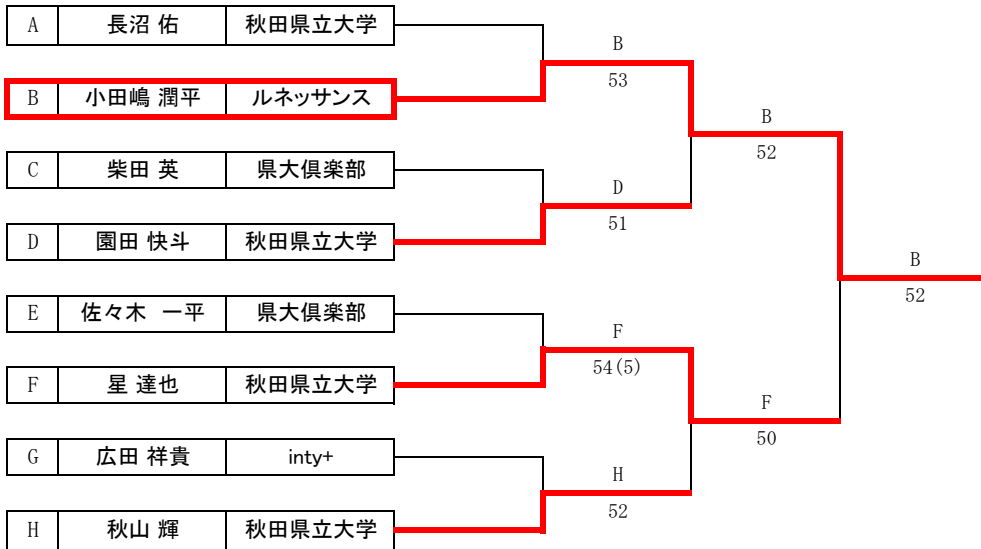 A 長沼 佑 秋田県立大学
B
53
B 小田嶋 潤平 ルネッサンス
B
52
C 柴田 英 県大倶楽部
D
51
D 園田 快斗 秋田県立大学
B
52
E 佐々木 一平 県大倶楽部
F
54(5)
F 星 達也 秋田県立大学
F
50
G 広田 祥貴 inty+
H
52
H 秋山 輝 秋田県立大学